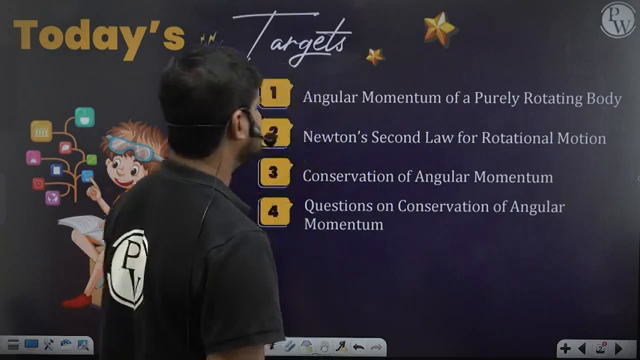 Today's Targets
P
W
1 Angular Momentum of a Purely Rotating Body
2 Newton's Second Law for Rotational Motion
3 Conservation of Angular Momentum
4 Questions on Conservation of Angular
Momentum
P
W